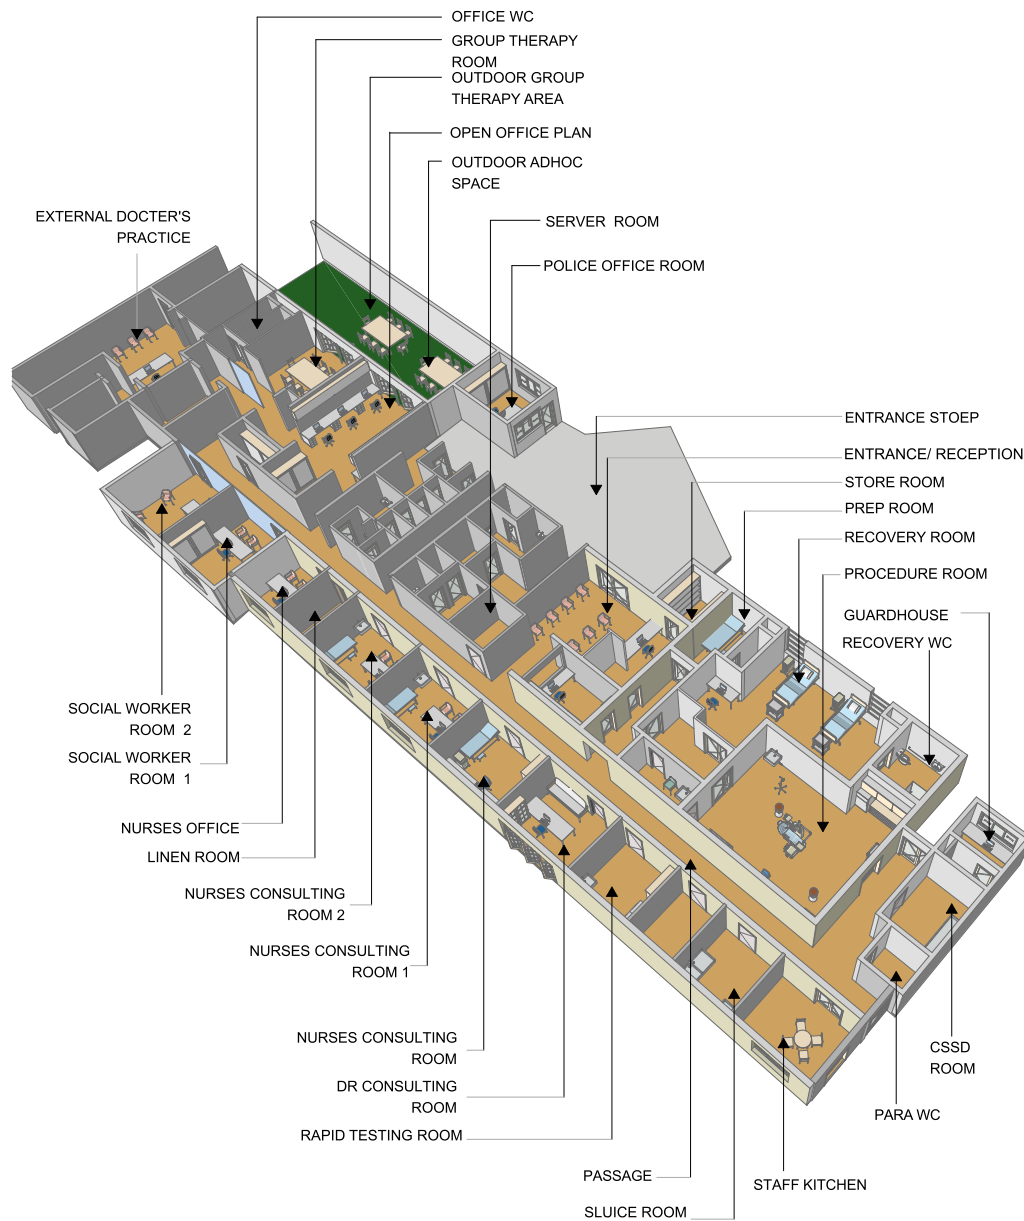 OFFICE WC
GROUP THERAPY
ROOM
OUTDOOR GROUP
THERAPY AREA
OPEN OFFICE PLAN
OUTDOOR ADHOC
SPACE
EXTERNAL DOCTER'S
PRACTICE
SERVER ROOM
POLICE OFFICE ROOM
ENTRANCE STOEP
ENTRANCE/ RECEPTION
STORE ROOM
PREP ROOM
RECOVERY ROOM
PROCEDURE ROOM
GUARDHOUSE
RECOVERY WC
SOCIAL WORKER
ROOM 2
SOCIAL WORKER
ROOM 1
NURSES OFFICE
LINEN ROOM
NURSES CONSULTING
ROOM 2
NURSES CONSULTING
ROOM 1
NURSES CONSULTING
ROOM
DR CONSULTING
ROOM
RAPID TESTING ROOM
PASSAGE
SLUICE ROOM
STAFF KITCHEN
PARA WC
CSSD
ROOM